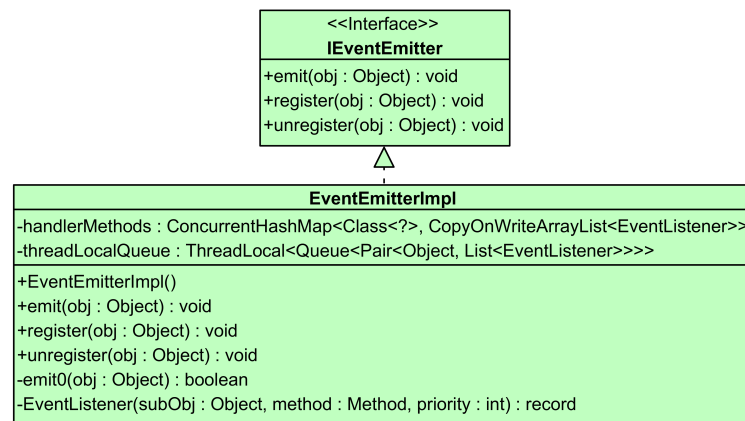 <<Interface>>
IEventEmitter
+emit(obj : Object) : void
+register(obj : Object) : void
+unregister(obj : Object) : void
EventEmitterImpl
-handlerMethods : ConcurrentHashMap<Class<?>, CopyOnWriteArrayList<EventListener>>
-threadLocalQueue : ThreadLocal<Queue<Pair<Object, List<EventListener>>>>
+EventEmitterImpl()
+emit(obj : Object) : void
+register(obj : Object) : void
+unregister(obj : Object) : void
-emit0(obj : Object) : boolean
-EventListener(subObj : Object, method : Method, priority : int) : record